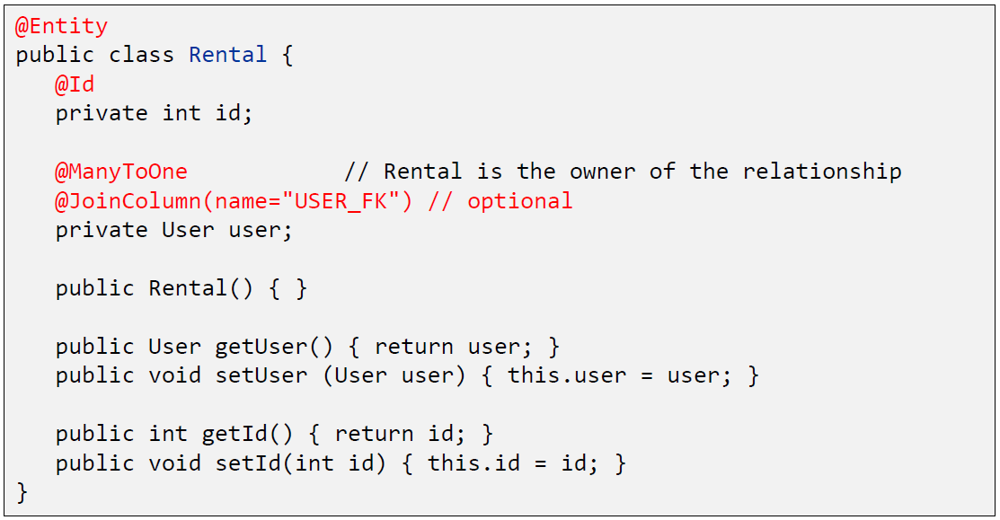 @Entity
public class Rental {
@Id
private int id;
@ManyToOne // Rental is the owner of the relationship
@JoinColumn(name="USER_FK") // optional
private User user;
public Rental() { }
public User getUser() { return user; }
public void setUser (User user) { this.user = user; }
public int getId() { return id; }
public void setId(int id) { this.id = id; }
}